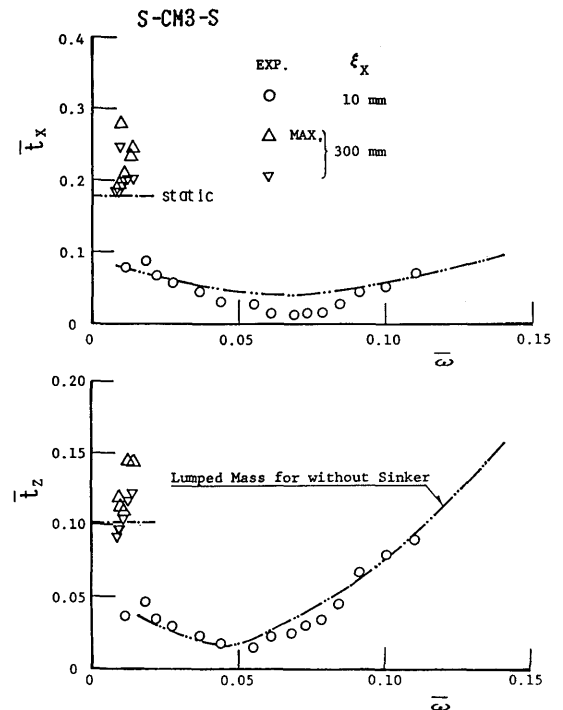 S-CM3-S
0.4
0.3
0.2
0.1
0
t̄X
EXP. ξX
○ 10 mm
△ MAX. 300 mm
▽
static
0 0.05 0.10 0.15
ω̄
0.20
0.15
0.10
0.05
0
t̄Z
Lumped Mass for without Sinker
0 0.05 0.10 0.15
ω̄